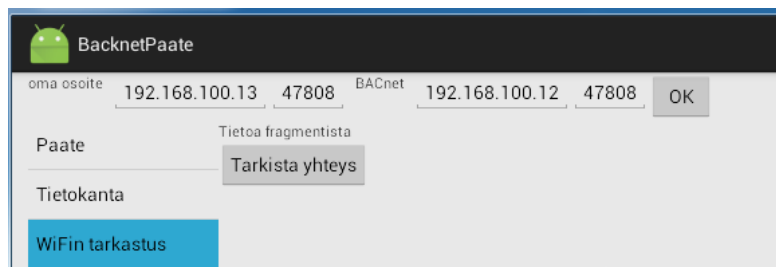 BacknetPaate
oma osoite 192.168.100.13 47808 BACnet 192.168.100.12 47808 OK
Tietoa fragmentista
Paate
Tarkista yhteys
Tietokanta
WiFin tarkastus